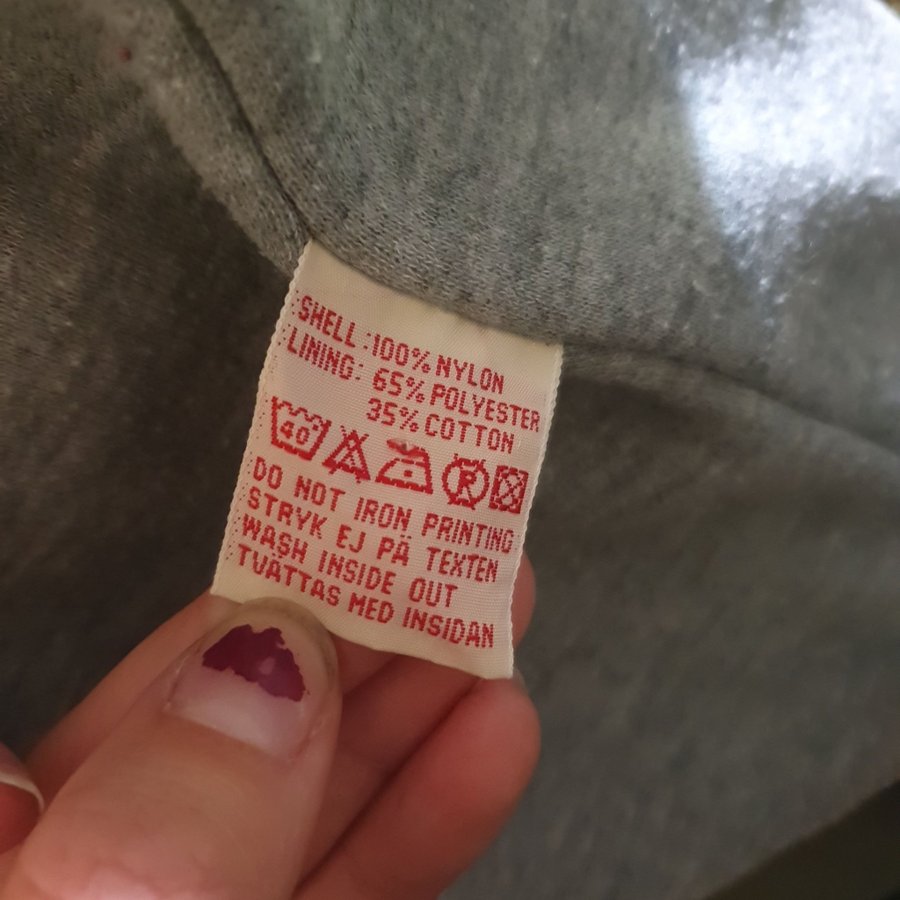 SHELL: 100% NYLON
LINING: 65% POLYESTER
35% COTTON
40 P
DO NOT IRON PRINTING
STRYK EJ PÅ TEXTEN
WASH INSIDE OUT
TVÄTTAS MED INSIDAN